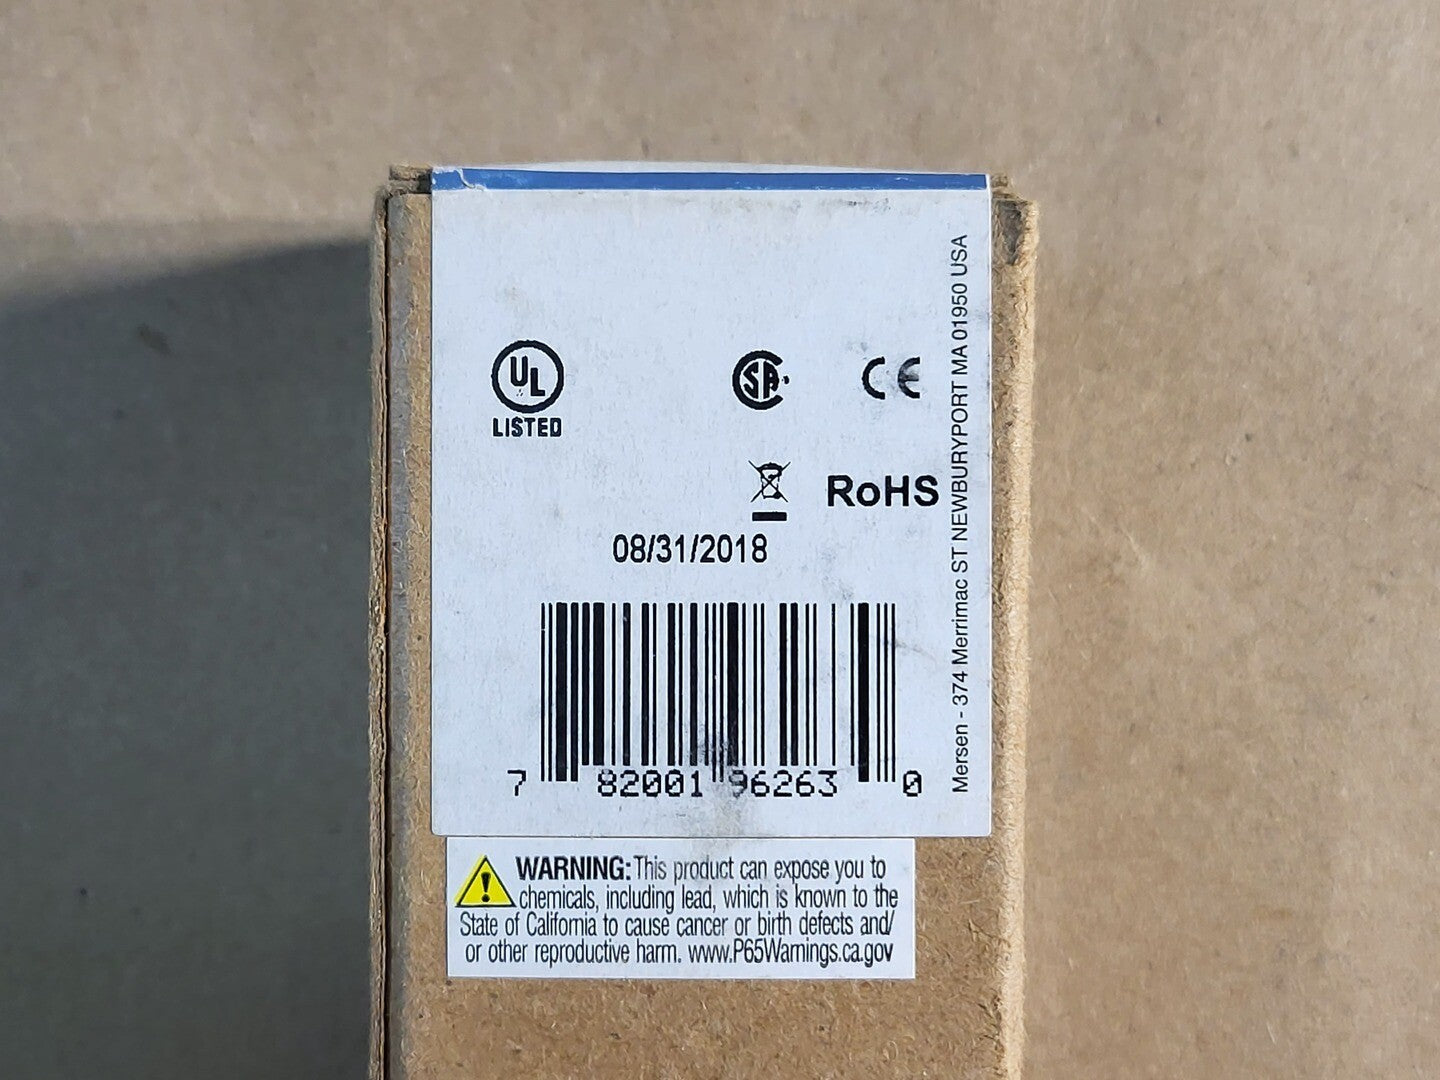 UL
LISTED
SA
CE
RoHS
08/31/2018
7 82001 96263 0
Mersen - 374 Merrimac ST NEWBURYPORT MA 01950 USA
WARNING: This product can expose you to
chemicals, including lead, which is known to the
State of California to cause cancer or birth defects and/
or other reproductive harm. www.P65Warnings.ca.gov